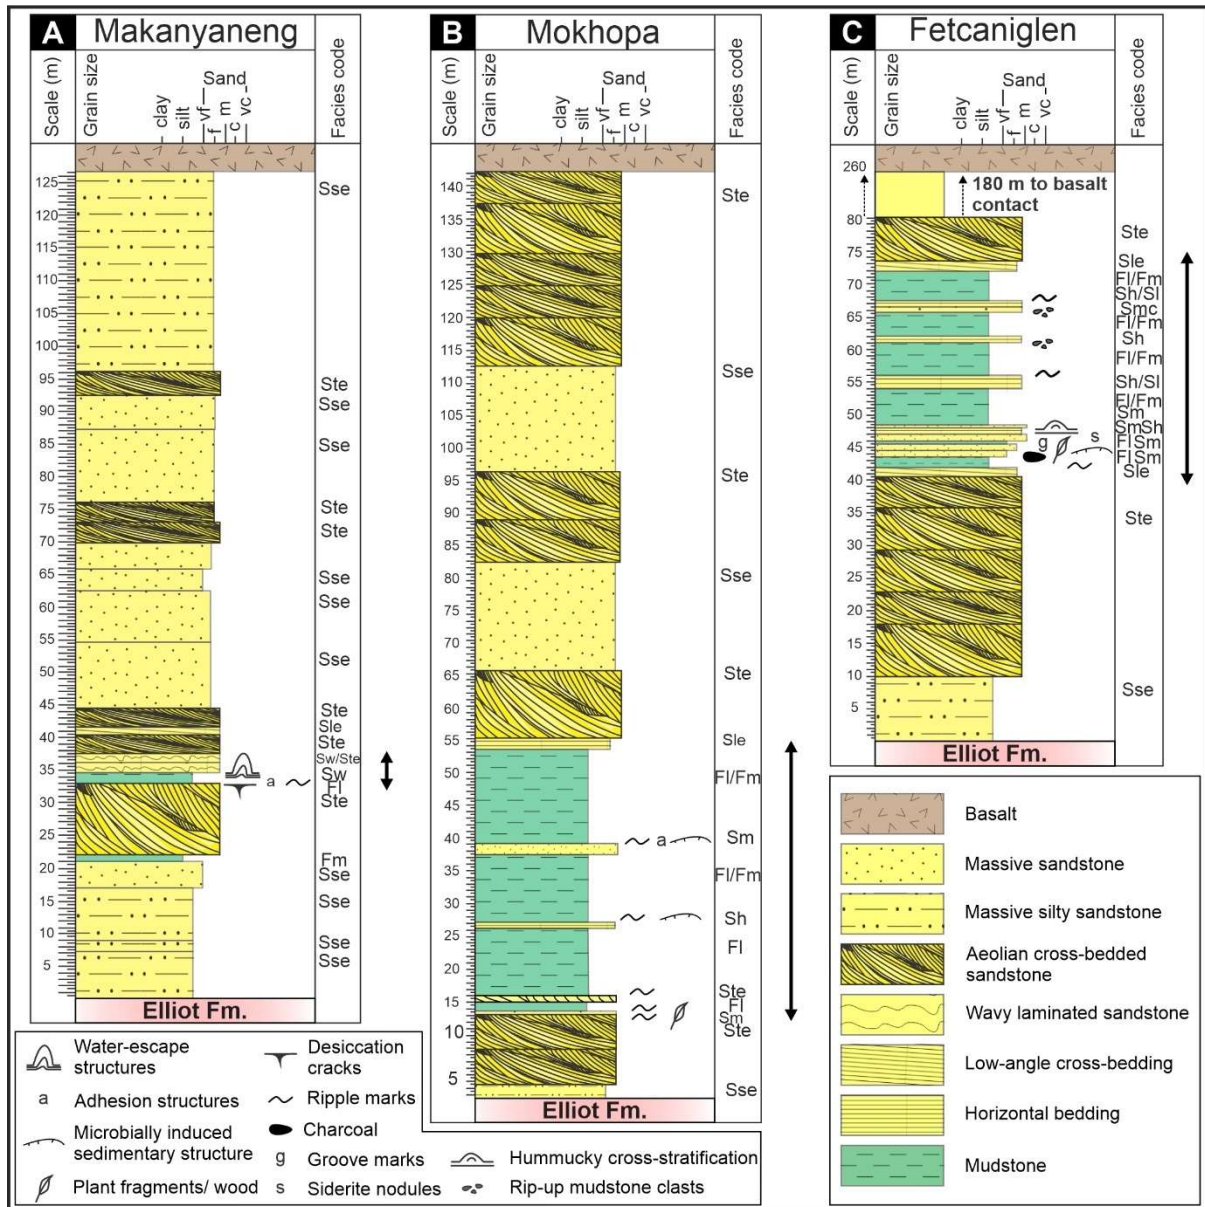 A Makanyaneng
Scale (m)
Grain size
clay
silt
vf
f
Sand
m
c
vc
Facies code
125
120
115
110
105
100
95
90
85
80
75
70
65
60
55
50
45
40
35
30
25
20
15
10
5
Sse
Ste
Sse
Sse
Ste
Ste
Sse
Sse
Sse
Ste
Sle
Ste
Sw/Ste
Sw
a
Fl
Ste
Fm
Sse
Sse
Sse
Sse
Elliot Fm.
B Mokhopa
Scale (m)
Grain size
clay
silt
vf
f
Sand
m
c
vc
Facies code
140
135
130
125
120
115
110
105
100
95
90
85
80
75
70
65
60
55
50
45
40
35
30
25
20
15
10
5
Ste
Sse
Ste
Sse
Ste
Sle
Fl/Fm
a
Sm
Fl/Fm
Sh
Fl
Ste
Fl
Sm
Ste
Sse
Elliot Fm.
C Fetcaniglen
Scale (m)
Grain size
clay
silt
vf
f
Sand
m
c
vc
Facies code
260
180 m to basalt
contact
80
75
70
65
60
55
50
45
40
35
30
25
20
15
10
5
Ste
Sle
Fl/Fm
Sh/Sl
Smc
Fl/Fm
Sh
Fl/Fm
Sh/Sl
Fl/Fm
Sm
SmSh
g
s
FlSm
FlSm
Sle
Ste
Sse
Elliot Fm.
Water-escape
structures
a Adhesion structures
Microbially induced
sedimentary structure
Plant fragments/ wood
Desiccation
cracks
Ripple marks
Charcoal
g Groove marks
s Siderite nodules
Hummucky cross-stratification
Rip-up mudstone clasts
Basalt
Massive sandstone
Massive silty sandstone
Aeolian cross-bedded
sandstone
Wavy laminated sandstone
Low-angle cross-bedding
Horizontal bedding
Mudstone